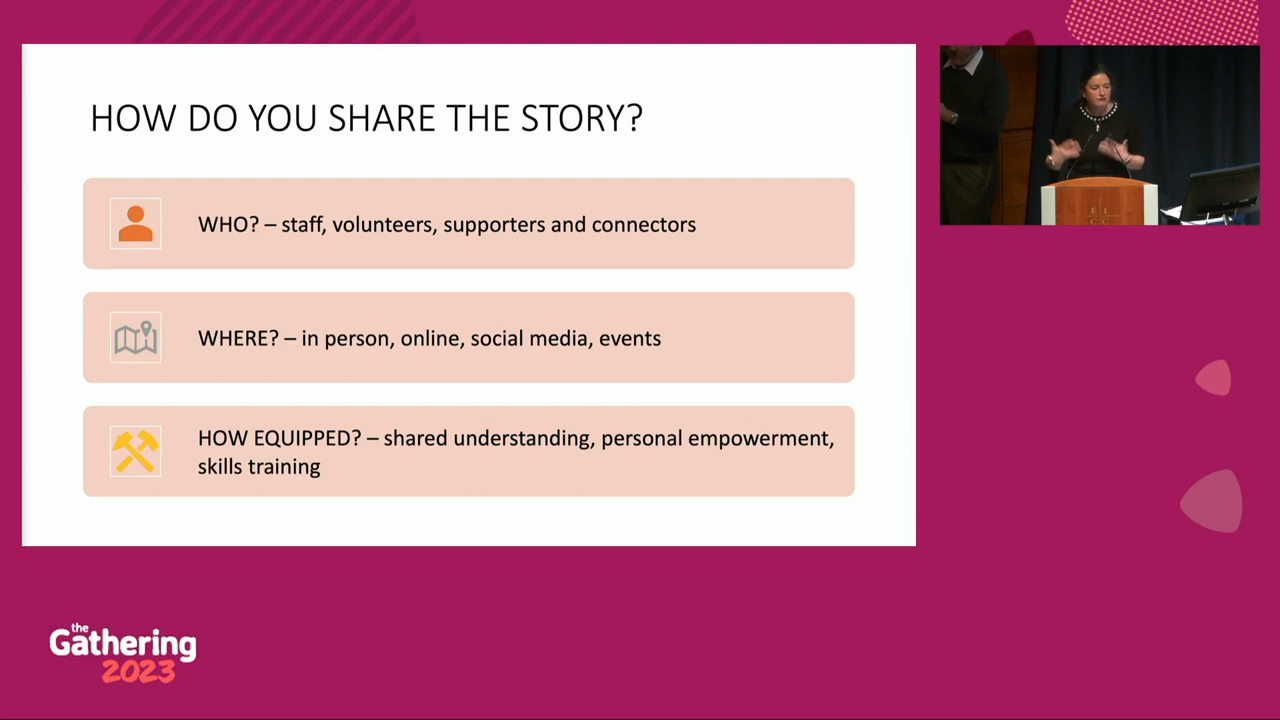 HOW DO YOU SHARE THE STORY?
WHO? – staff, volunteers, supporters and connectors
WHERE? – in person, online, social media, events
HOW EQUIPPED? – shared understanding, personal empowerment,
skills training
E I
C C
the
Gathering
2023